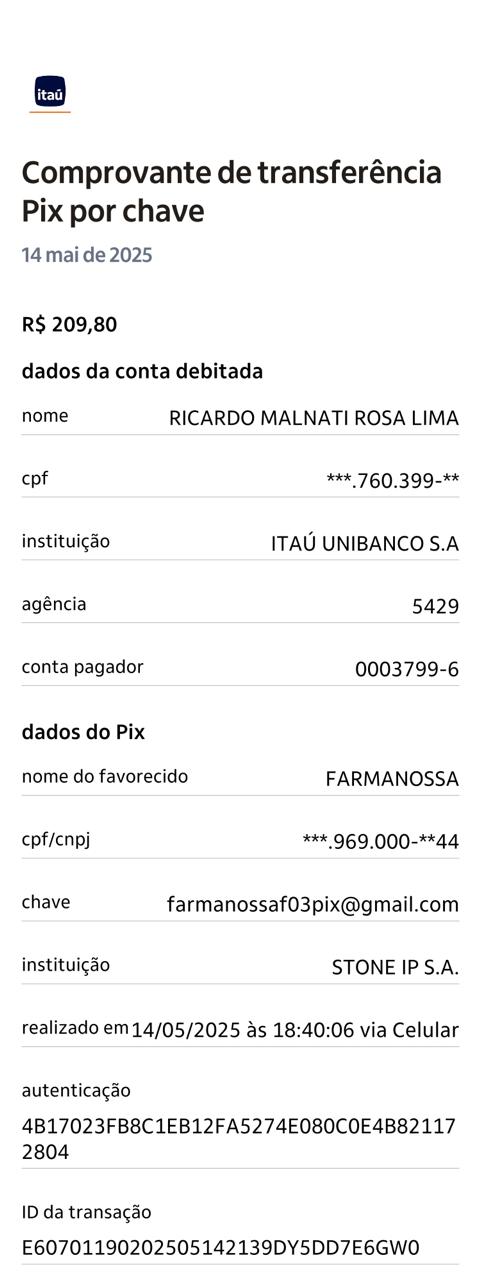 itaú
Comprovante de transferência
Pix por chave
14 mai de 2025
R$ 209,80
dados da conta debitada
nome RICARDO MALNATI ROSA LIMA
cpf ***.760.399-**
instituição ITAÚ UNIBANCO S.A
agência 5429
conta pagador 0003799-6
dados do Pix
nome do favorecido FARMANOSSA
cpf/cnpj ***.969.000-**44
chave farmanossaf03pix@gmail.com
instituição STONE IP S.A.
realizado em 14/05/2025 às 18:40:06 via Celular
autenticação
4B17023FB8C1EB12FA5274E080C0E4B82117
2804
ID da transação
E60701190202505142139DY5DD7E6GW0